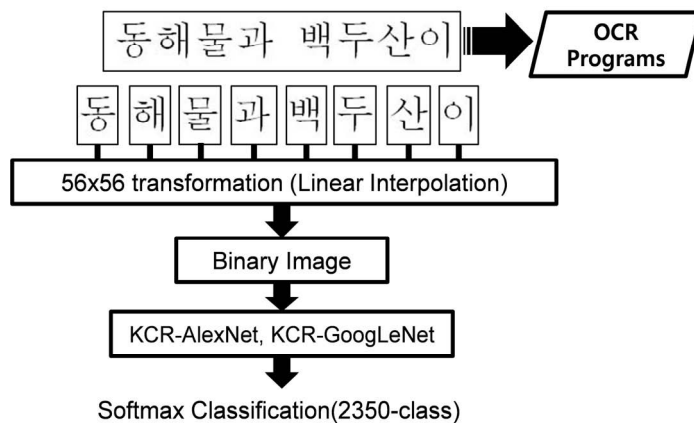 동해물과 백두산이
OCR
Programs
동 해 물 과 백 두 산 이
56x56 transformation (Linear Interpolation)
Binary Image
KCR-AlexNet, KCR-GoogLeNet
Softmax Classification(2350-class)